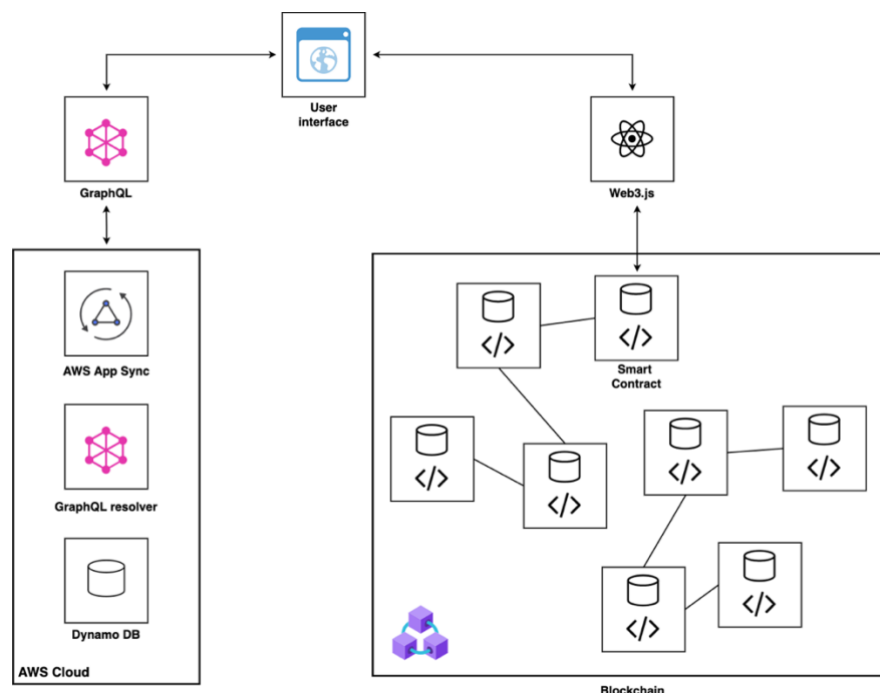 User
interface
GraphQL
Web3.js
AWS App Sync
</>
</>
Smart
Contract
</>
</>
</>
</>
GraphQL resolver
</>
</>
Dynamo DB
AWS Cloud
Blockchain